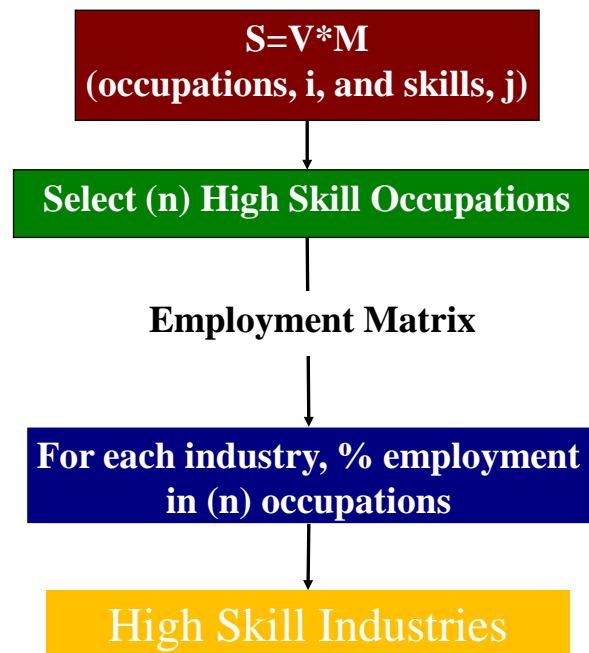 S=V*M
(occupations, i, and skills, j)
Select (n) High Skill Occupations
Employment Matrix
For each industry, % employment
in (n) occupations
High Skill Industries